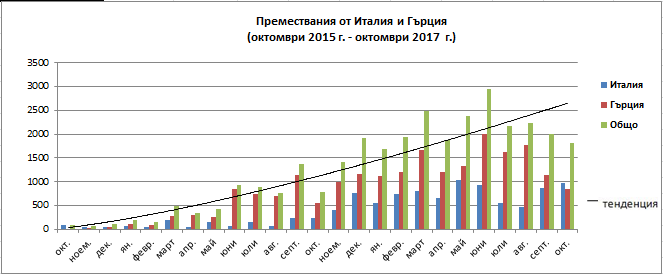 Премествания от Италия и Гърция
(октомври 2015 г. - октомври 2017 г.)
3500
3000
2500
2000
1500
1000
500
0
окт.
ноем.
дек.
ян.
февр.
март
апр.
май
юни
юли
авг.
септ.
окт.
ноем.
дек.
ян.
февр.
март
апр.
май
юни
юли
авг.
септ.
окт.
Италия
Гърция
Общо
тенденция